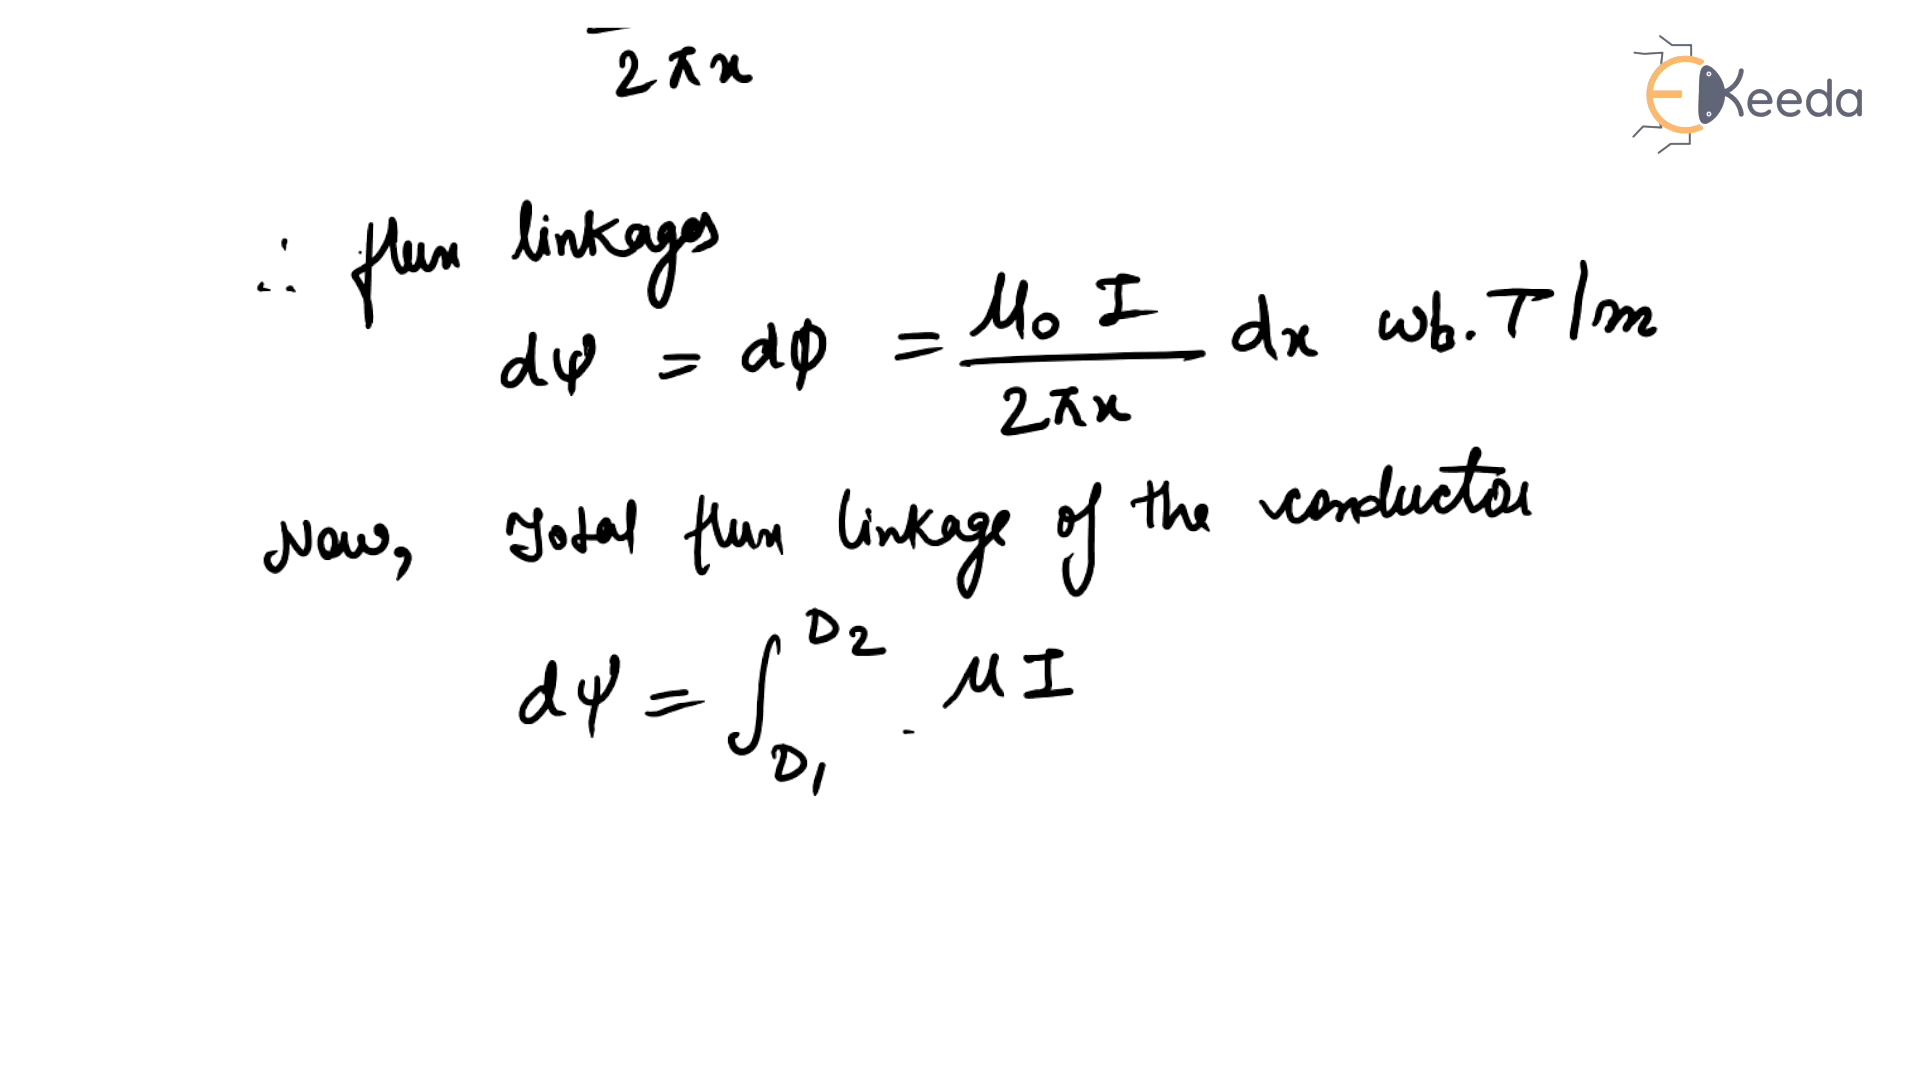 2πx
EKeeda
∴ flux linkages
dψ = dφ = μ₀ I / 2πx dx wb.T/m
Now, Total flux linkage of the conductor
dψ = ∫ D₁ D₂ μ I